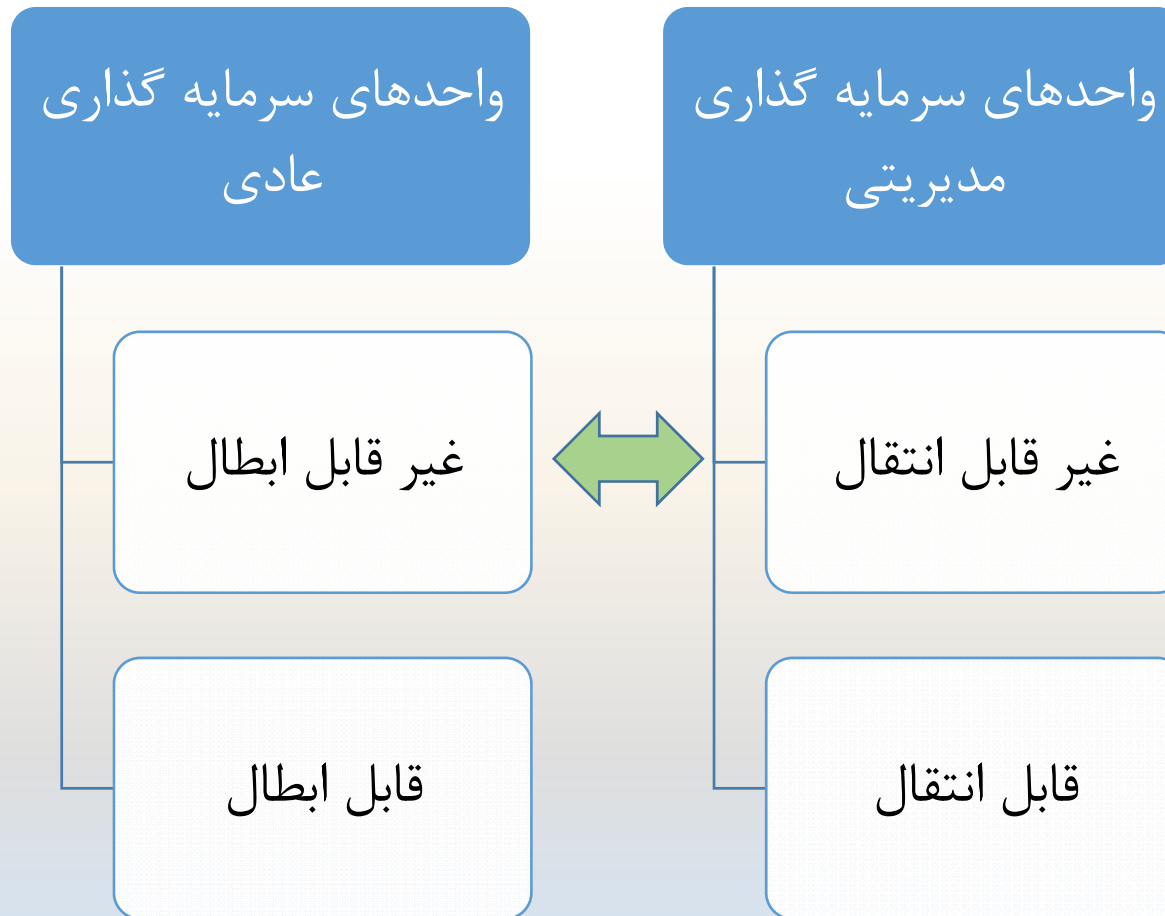 واحدهای سرمایه گذاری
مدیریتی
غیر قابل انتقال
قابل انتقال
واحدهای سرمایه گذاری
عادی
غیر قابل ابطال
قابل ابطال